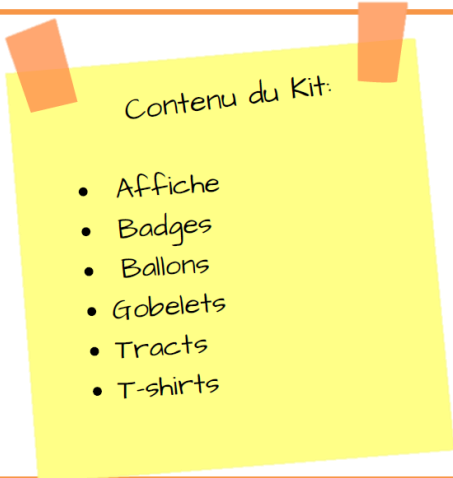 Contenu du Kit:
• Affiche
• Badges
• Ballons
• Gobelets
• Tracts
• T-shirts